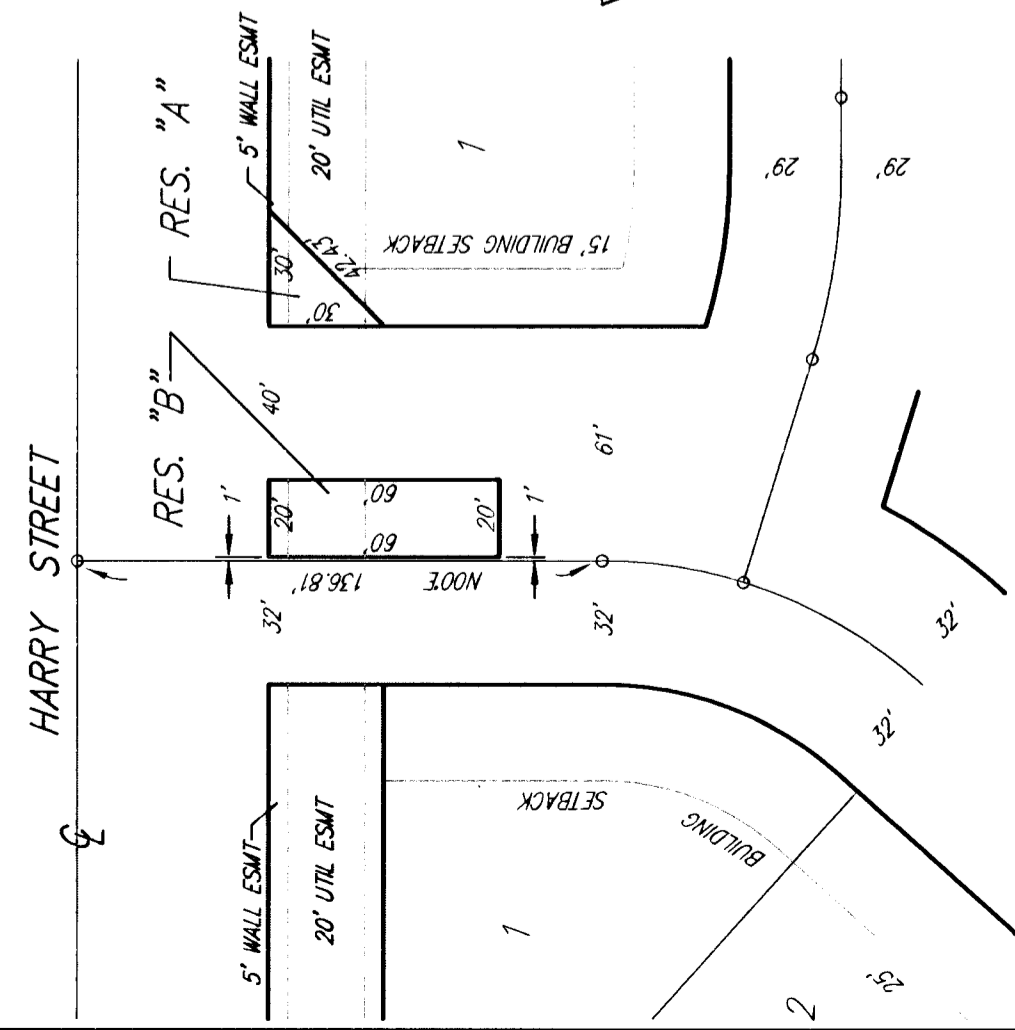 HARRY STREET
℄
RES. "A"
RES. "B"
5' WALL ESMT
20' UTIL ESMT
1
15' BUILDING SETBACK
30'
30'
42.43'
29'
29'
40'
61'
1'
20'
60'
60'
20'
1'
N00°E
136.81'
32'
32'
32'
32'
5' WALL ESMT
20' UTIL ESMT
1
BUILDING
SETBACK
25'
2